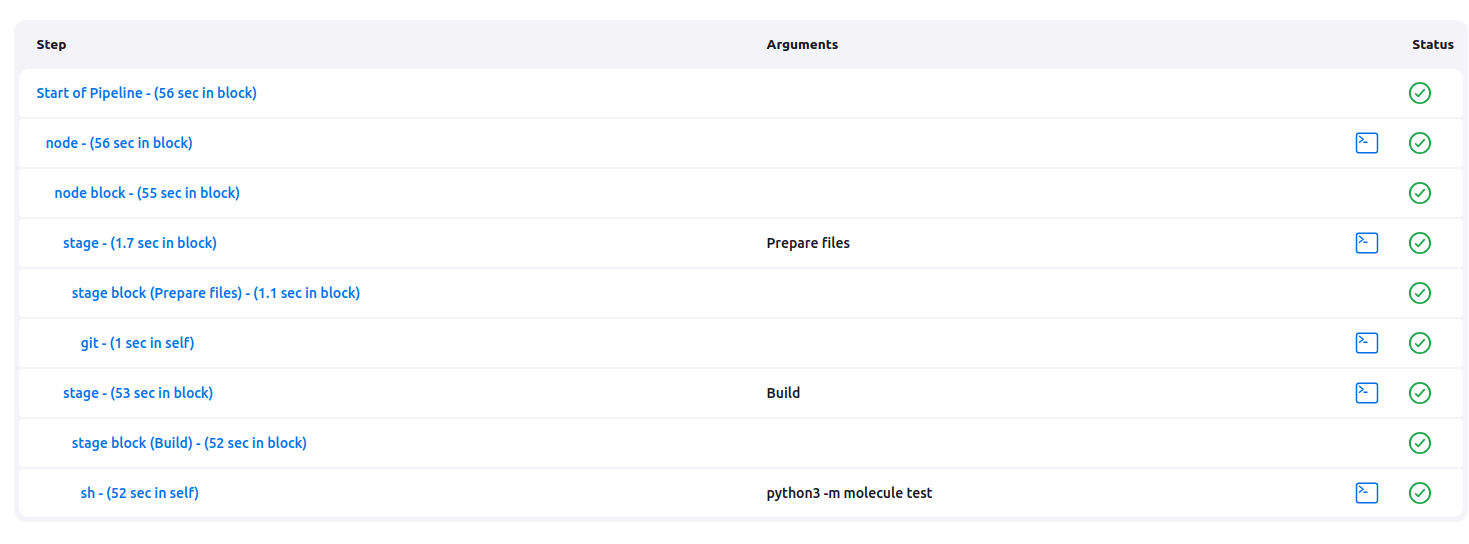 Step Arguments Status
Start of Pipeline - (56 sec in block)
node - (56 sec in block)
node block - (55 sec in block)
stage - (1.7 sec in block) Prepare files
stage block (Prepare files) - (1.1 sec in block)
git - (1 sec in self)
stage - (53 sec in block) Build
stage block (Build) - (52 sec in block)
sh - (52 sec in self) python3 -m molecule test